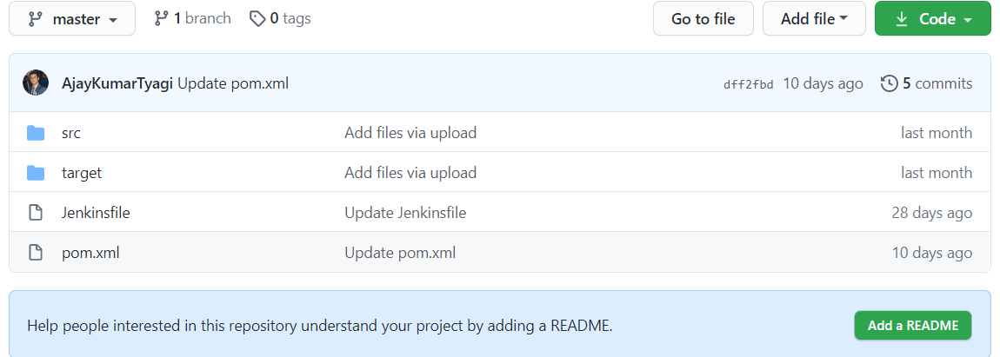 master 1 branch 0 tags Go to file Add file Code
AjayKumarTyagi Update pom.xml dff2fbd 10 days ago 5 commits
src Add files via upload last month
target Add files via upload last month
Jenkinsfile Update Jenkinsfile 28 days ago
pom.xml Update pom.xml 10 days ago
Help people interested in this repository understand your project by adding a README. Add a README